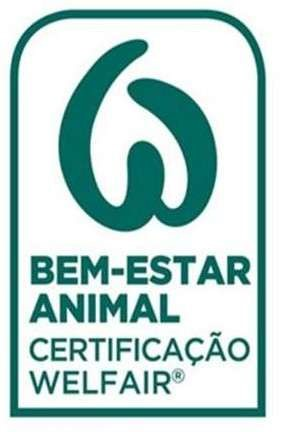 BEM-ESTAR
ANIMAL
CERTIFICAÇÃO
WELFAIR®